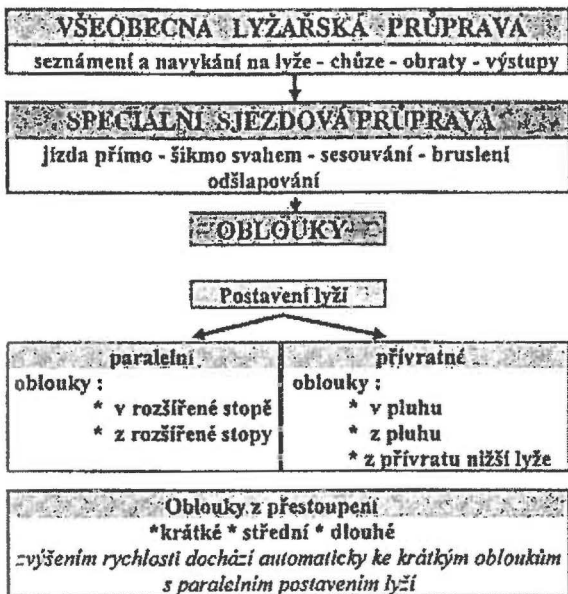 VŠEOBECNÁ LYŽAŘSKÁ PRŮPRAVA
seznámení a navykání na lyže - chůze - obraty - výstupy
SPECIÁLNÍ SJEZDOVÁ PRŮPRAVA
jízda přímo - šikmo svahem - sesouvání - bruslení
odšlapování
OBLOUKY
Postavení lyží
paralelní
oblouky :
* v rozšířené stopě
* z rozšířené stopy
přívratné
oblouky :
* v pluhu
* z pluhu
* z přívratu nižší lyže
Oblouky z přestoupení
*krátké * střední * dlouhé
zvýšením rychlosti dochází automaticky ke krátkým obloukům
s paralelním postavením lyží